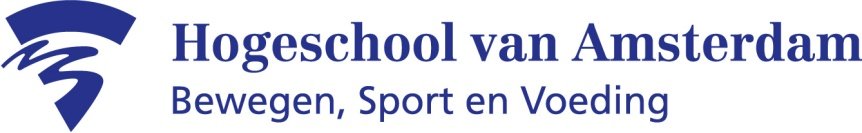 Hogeschool van Amsterdam
Bewegen, Sport en Voeding